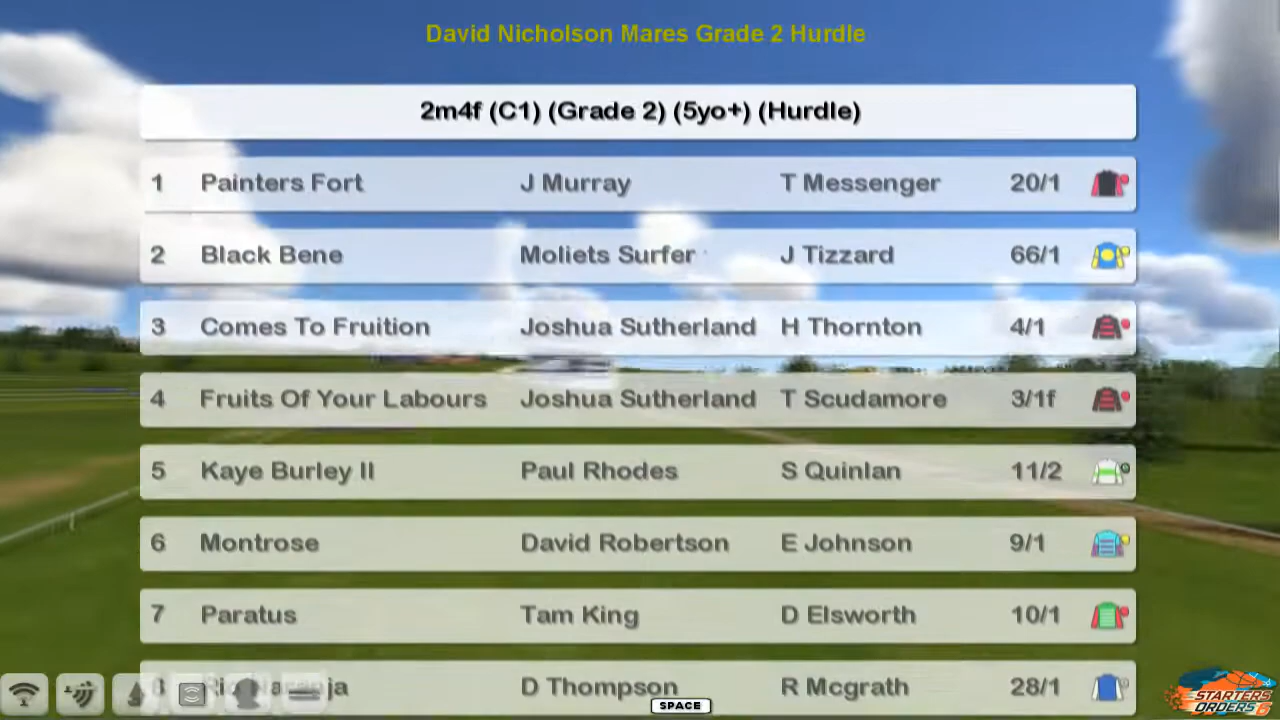 David Nicholson Mares Grade 2 Hurdle
2m4f (C1) (Grade 2) (5yo+) (Hurdle)
1 Painters Fort J Murray T Messenger 20/1
2 Black Bene Moliets Surfer J Tizzard 66/1
3 Comes To Fruition Joshua Sutherland H Thornton 4/1
4 Fruits Of Your Labours Joshua Sutherland T Scudamore 3/1f
5 Kaye Burley II Paul Rhodes S Quinlan 11/2
6 Montrose David Robertson E Johnson 9/1
7 Paratus Tam King D Elsworth 10/1
8 Rio Naranja D Thompson R Mcgrath 28/1
SPACE
STARTERS
ORDERS 6